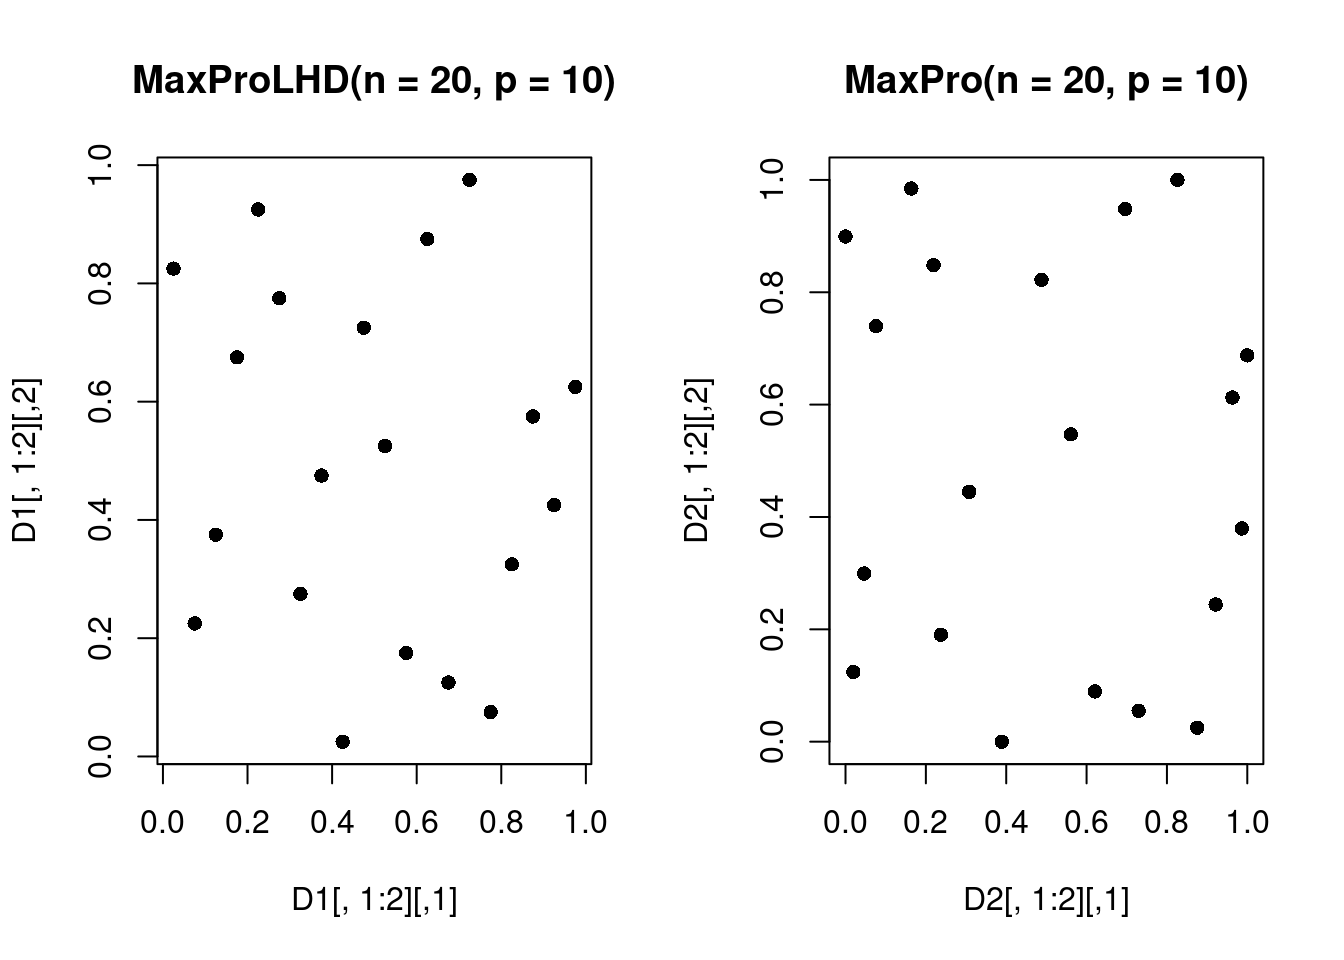 MaxProLHD(n = 20, p = 10)
D1[, 1:2][,2]
1.0
0.8
0.6
0.4
0.2
0.0
0.0 0.2 0.4 0.6 0.8 1.0
D1[, 1:2][,1]
MaxPro(n = 20, p = 10)
D2[, 1:2][,2]
1.0
0.8
0.6
0.4
0.2
0.0
0.0 0.2 0.4 0.6 0.8 1.0
D2[, 1:2][,1]